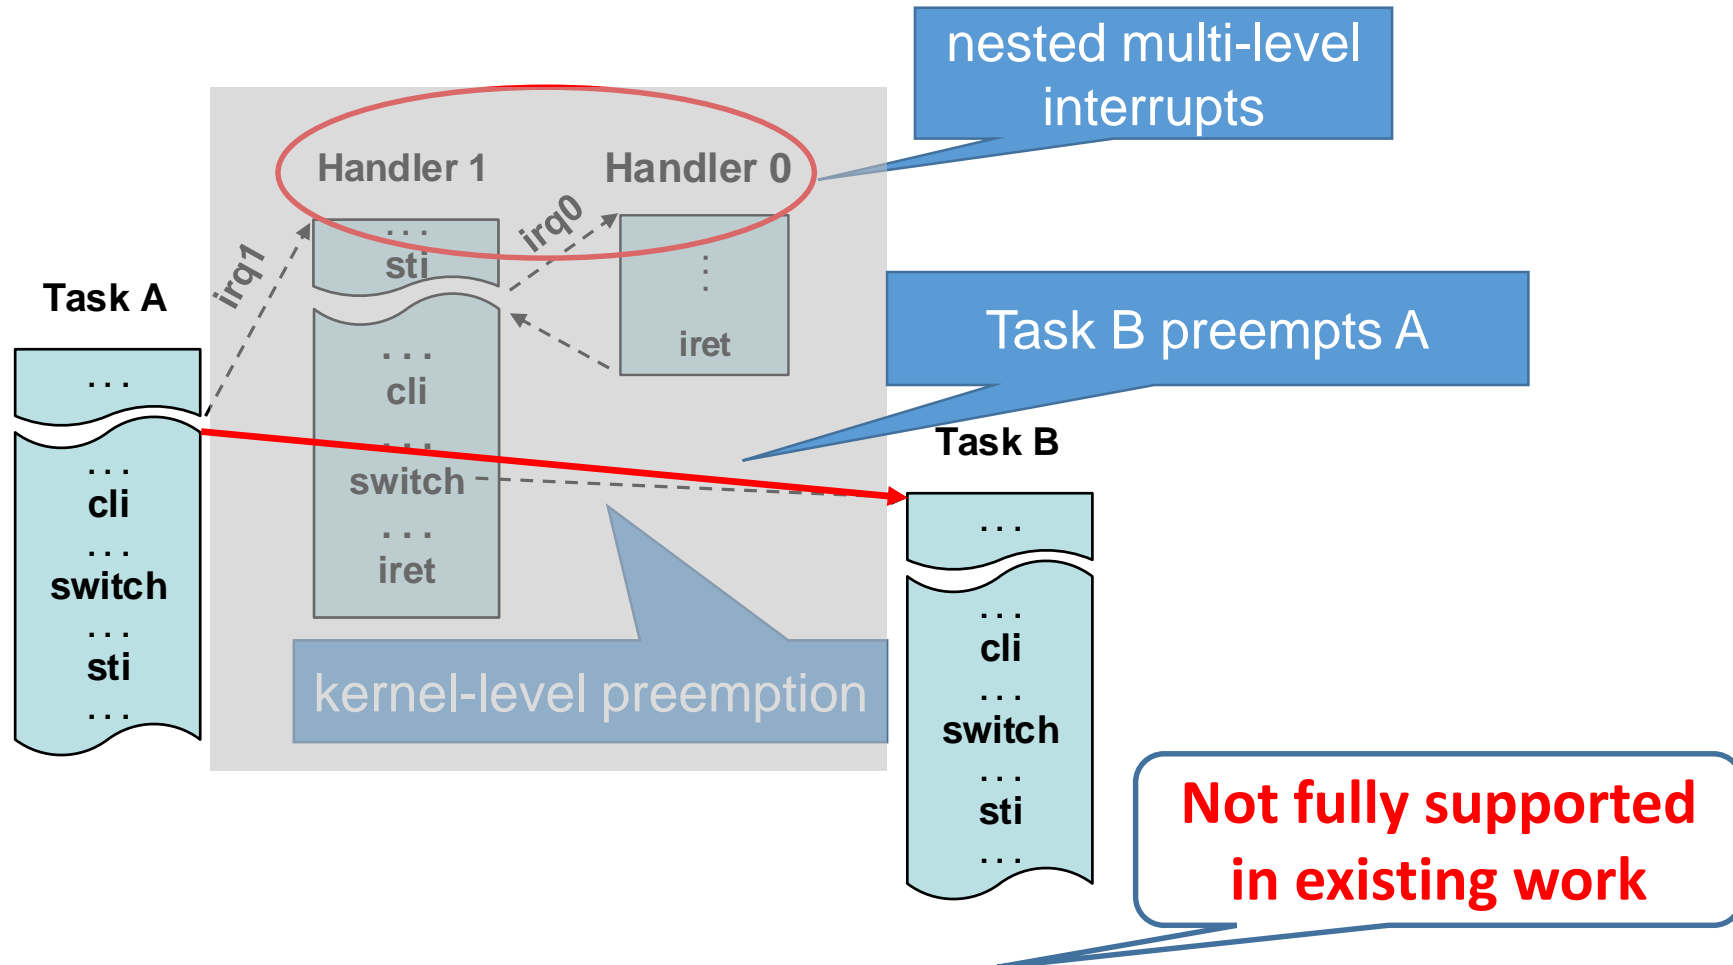 nested multi-level
interrupts
Handler 1
Handler 0
irq1
irq0
. . .
sti
. . .
cli
. . .
switch
. . .
iret
. . .
iret
Task A
. . .
. . .
cli
. . .
switch
. . .
sti
. . .
Task B preempts A
Task B
. . .
. . .
cli
. . .
switch
. . .
sti
. . .
kernel-level preemption
Not fully supported
in existing work